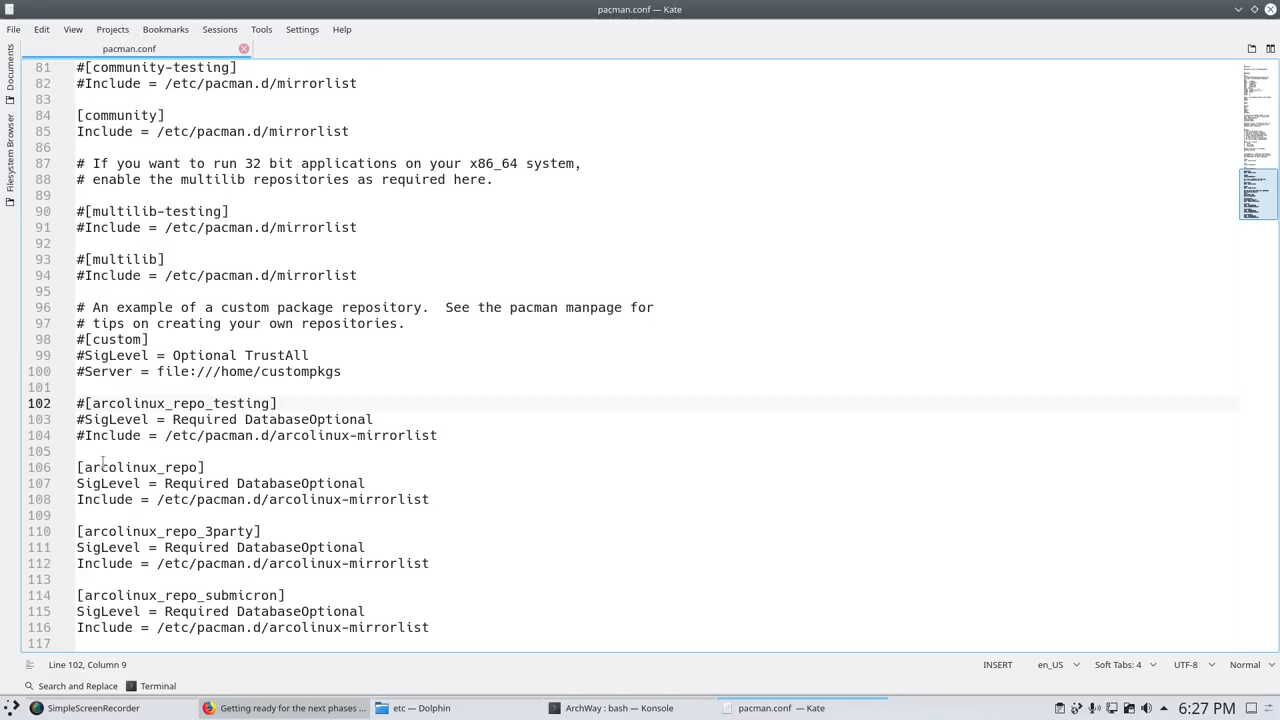 pacman.conf — Kate
File Edit View Projects Bookmarks Sessions Tools Settings Help
pacman.conf
Documents
Filesystem Browser
81 #[community-testing]
82 #Include = /etc/pacman.d/mirrorlist
83
84 [community]
85 Include = /etc/pacman.d/mirrorlist
86
87 # If you want to run 32 bit applications on your x86_64 system,
88 # enable the multilib repositories as required here.
89
90 #[multilib-testing]
91 #Include = /etc/pacman.d/mirrorlist
92
93 #[multilib]
94 #Include = /etc/pacman.d/mirrorlist
95
96 # An example of a custom package repository.  See the pacman manpage for
97 # tips on creating your own repositories.
98 #[custom]
99 #SigLevel = Optional TrustAll
100 #Server = file:///home/custompkgs
101
102 #[arcolinux_repo_testing]
103 #SigLevel = Required DatabaseOptional
104 #Include = /etc/pacman.d/arcolinux-mirrorlist
105
106 [arcolinux_repo]
107 SigLevel = Required DatabaseOptional
108 Include = /etc/pacman.d/arcolinux-mirrorlist
109
110 [arcolinux_repo_3party]
111 SigLevel = Required DatabaseOptional
112 Include = /etc/pacman.d/arcolinux-mirrorlist
113
114 [arcolinux_repo_submicron]
115 SigLevel = Required DatabaseOptional
116 Include = /etc/pacman.d/arcolinux-mirrorlist
117
Line 102, Column 9 INSERT en_US Soft Tabs: 4 UTF-8 Normal
Search and Replace Terminal
SimpleScreenRecorder Getting ready for the next phases ... etc — Dolphin ArchWay : bash — Konsole pacman.conf — Kate 6:27 PM